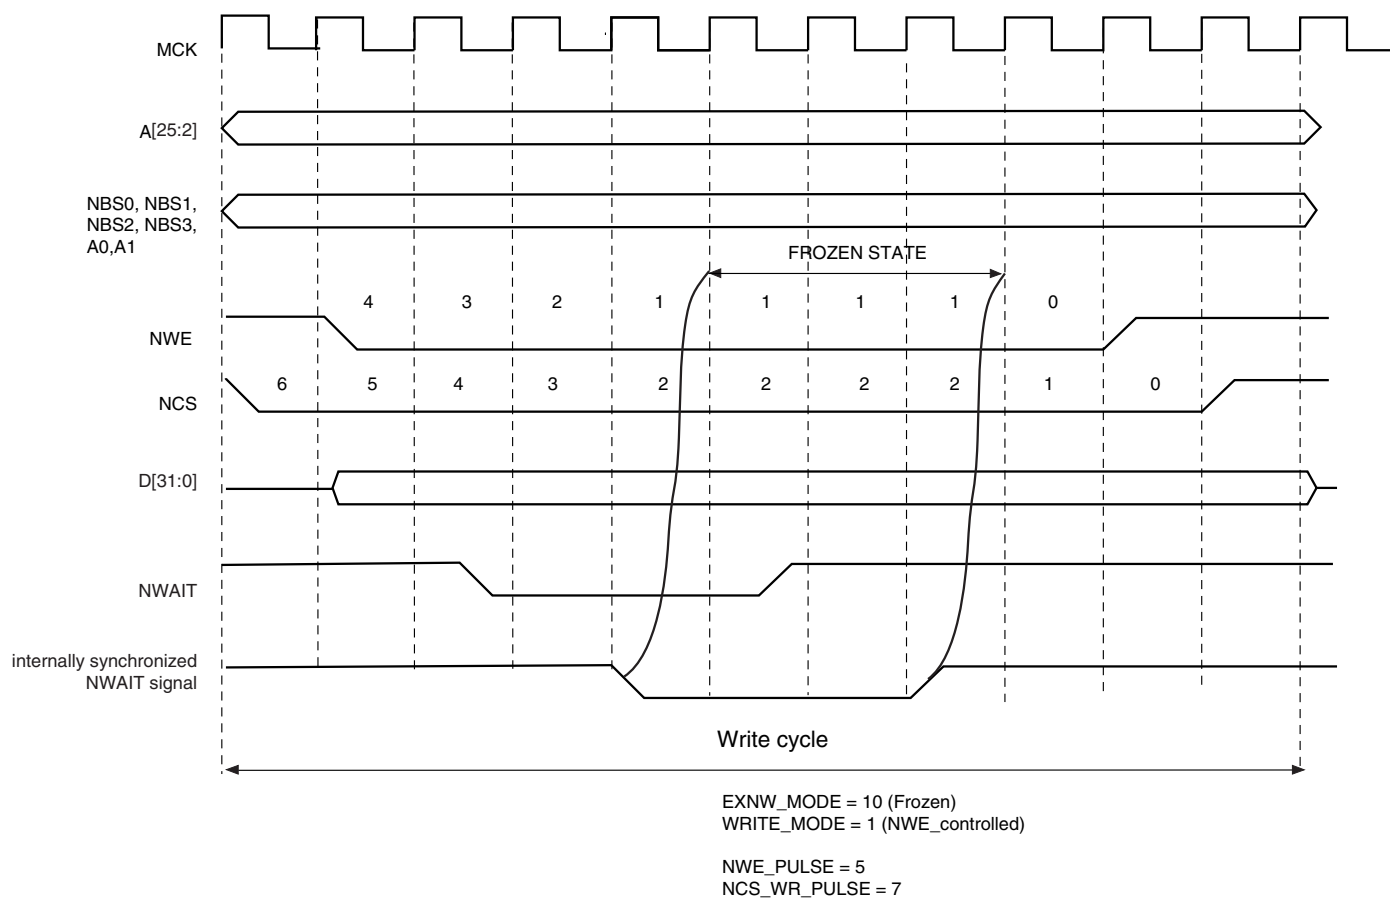 MCK
A[25:2]
NBS0, NBS1,
NBS2, NBS3,
A0,A1
FROZEN STATE
4 3 2 1 1 1 1 0
NWE
6 5 4 3 2 2 2 2 1 0
NCS
D[31:0]
NWAIT
internally synchronized
NWAIT signal
Write cycle
EXNW_MODE = 10 (Frozen)
WRITE_MODE = 1 (NWE_controlled)
NWE_PULSE = 5
NCS_WR_PULSE = 7